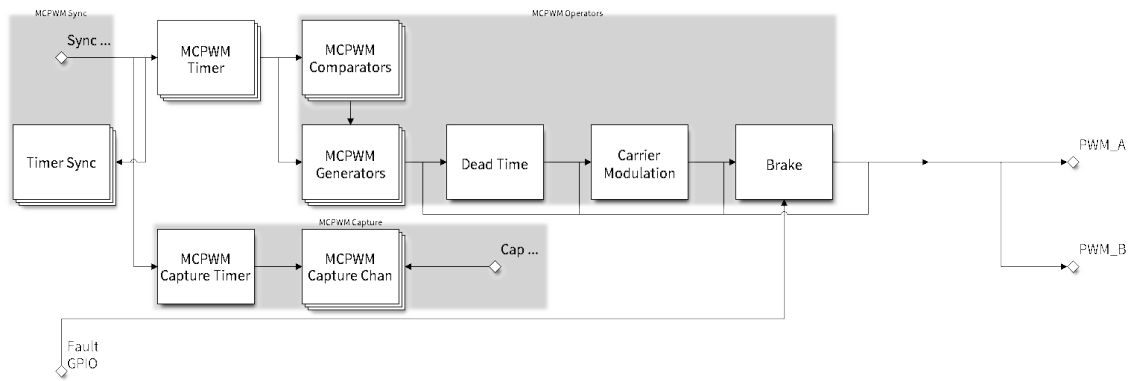 MCPWM Sync
MCPWM Operators
Sync ...
MCPWM
Timer
MCPWM
Comparators
Timer Sync
MCPWM
Generators
Dead Time
Carrier
Modulation
Brake
PWM_A
MCPWM Capture
MCPWM
Capture Timer
MCPWM
Capture Chan
Cap ...
PWM_B
Fault
GPIO